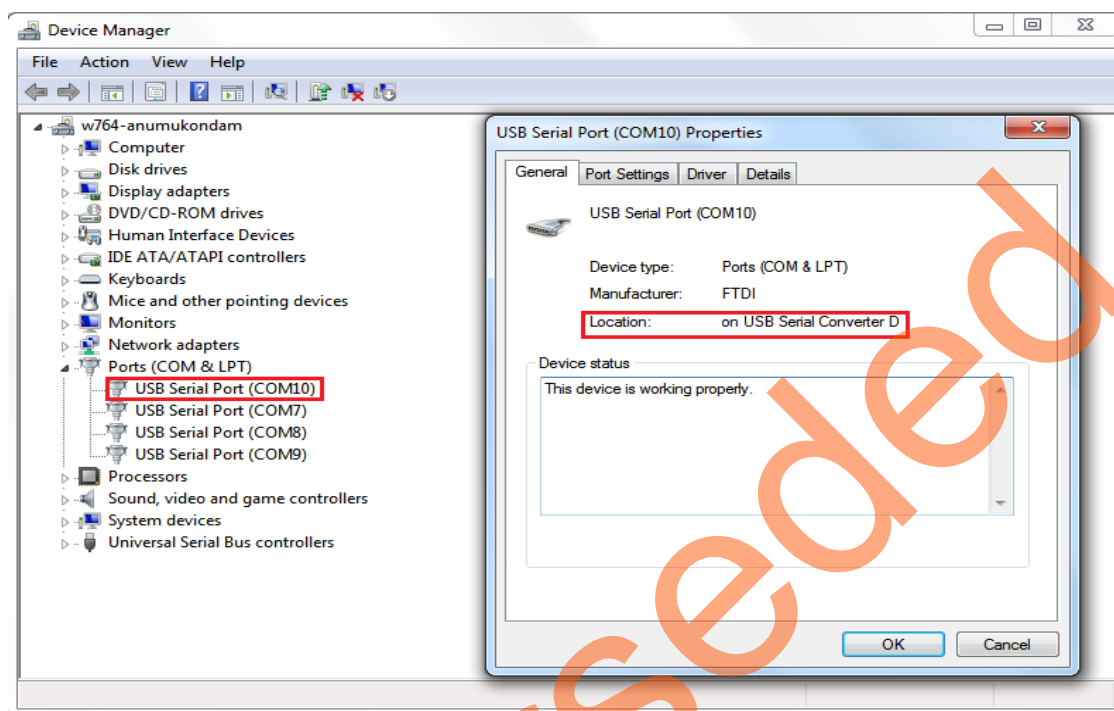 Device Manager
File Action View Help
w764-anumukondam
Computer
Disk drives
Display adapters
DVD/CD-ROM drives
Human Interface Devices
IDE ATA/ATAPI controllers
Keyboards
Mice and other pointing devices
Monitors
Network adapters
Ports (COM & LPT)
USB Serial Port (COM10)
USB Serial Port (COM7)
USB Serial Port (COM8)
USB Serial Port (COM9)
Processors
Sound, video and game controllers
System devices
Universal Serial Bus controllers
USB Serial Port (COM10) Properties
General Port Settings Driver Details
USB Serial Port (COM10)
Device type: Ports (COM & LPT)
Manufacturer: FTDI
Location: on USB Serial Converter D
Device status
This device is working properly.
OK Cancel
seded